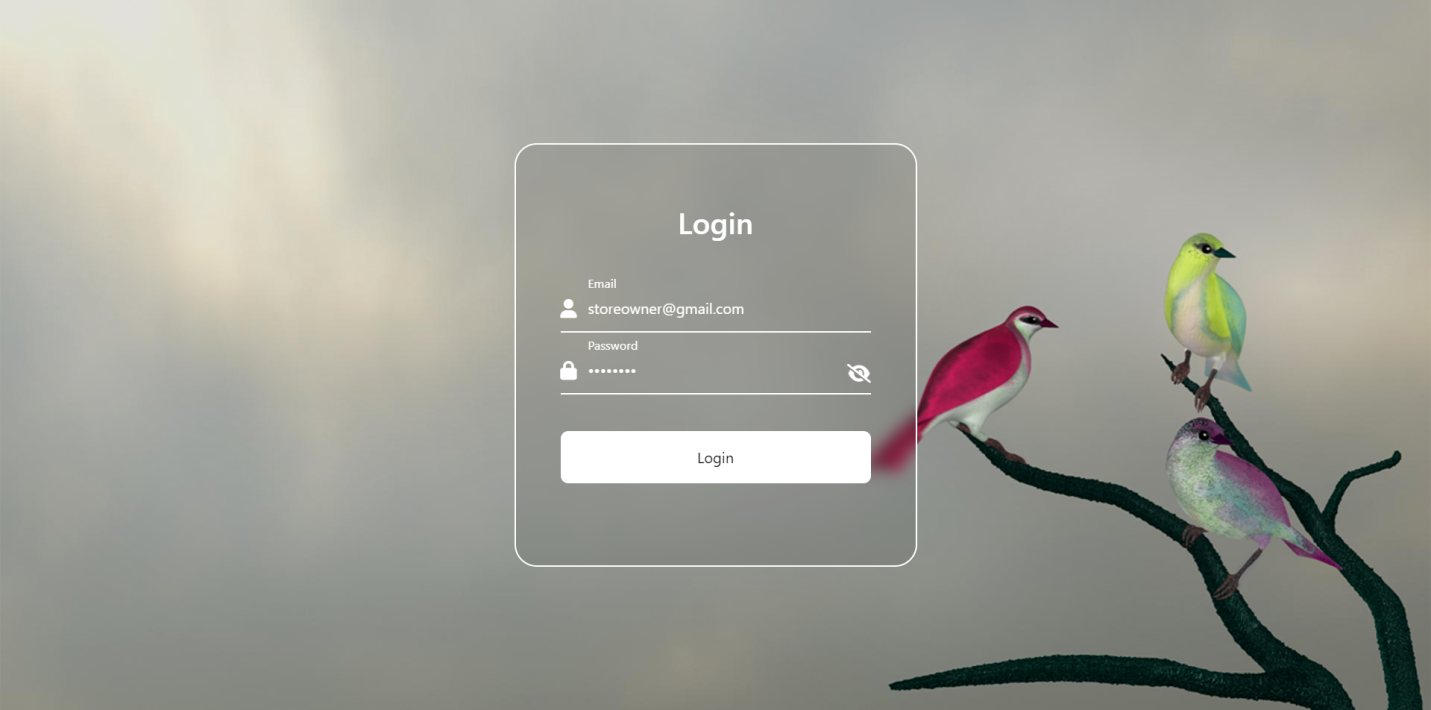 Login
Email
storeowner@gmail.com
Password
••••••••
Login